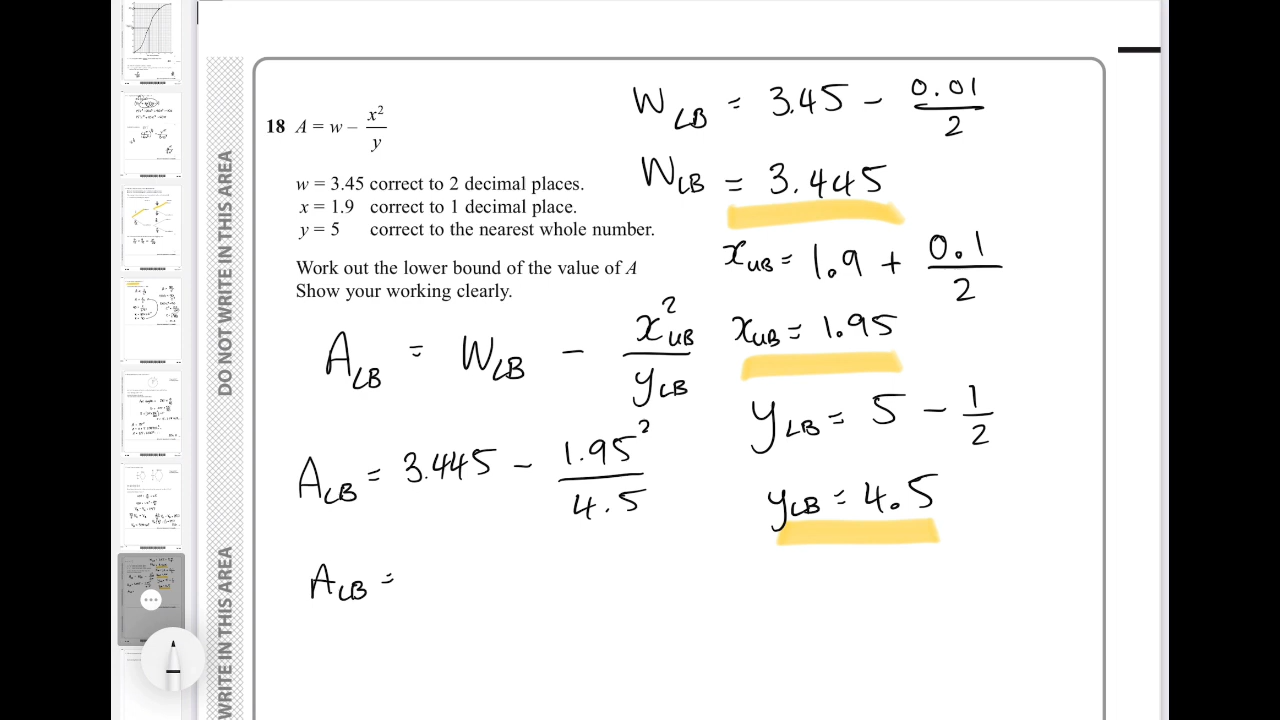 18 A = w − x²/y
w = 3.45 correct to 2 decimal places.
x = 1.9 correct to 1 decimal place.
y = 5 correct to the nearest whole number.
Work out the lower bound of the value of A
Show your working clearly.
A_LB = W_LB − x²_UB / y_LB
A_LB = 3.445 − 1.95² / 4.5
A_LB =
W_LB = 3.45 − 0.01/2
W_LB = 3.445
x_UB = 1.9 + 0.1/2
x_UB = 1.95
y_LB = 5 − 1/2
y_LB = 4.5
DO NOT WRITE IN THIS AREA
WRITE IN THIS AREA